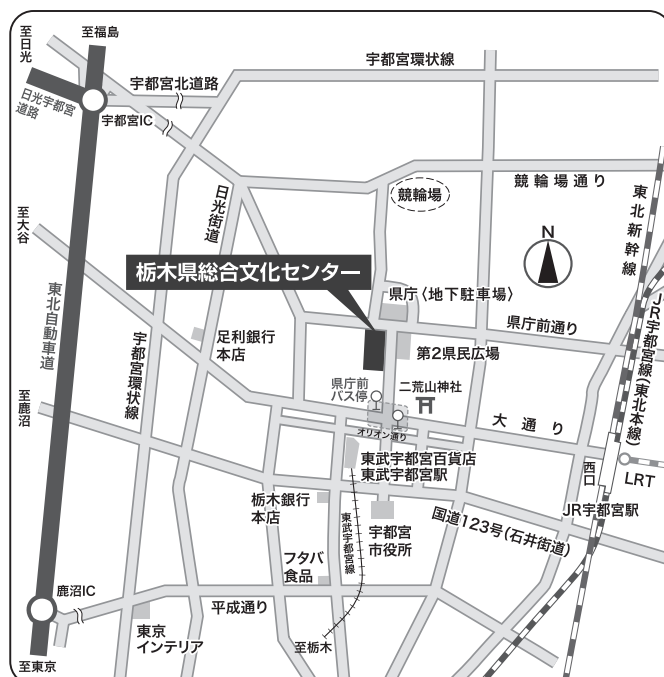 至福島
至日光
宇都宮環状線
宇都宮北道路
日光宇都宮
道路
宇都宮IC
競輪場
競輪場通り
東北新幹線
日光街道
至大谷
N
栃木県総合文化センター
県庁〈地下駐車場〉
県庁前通り
東北自動車道
足利銀行
本店
第2県民広場
宇都宮環状線
JR宇都宮線(東北本線)
県庁前
バス停
二荒山神社
至鹿沼
大通り
オリオン通り
東武宇都宮百貨店
東武宇都宮駅
西口
LRT
栃木銀行
本店
JR宇都宮駅
国道123号(石井街道)
東武宇都宮線
宇都宮
市役所
フタバ
食品
鹿沼IC
平成通り
東京
インテリア
至栃木
至東京